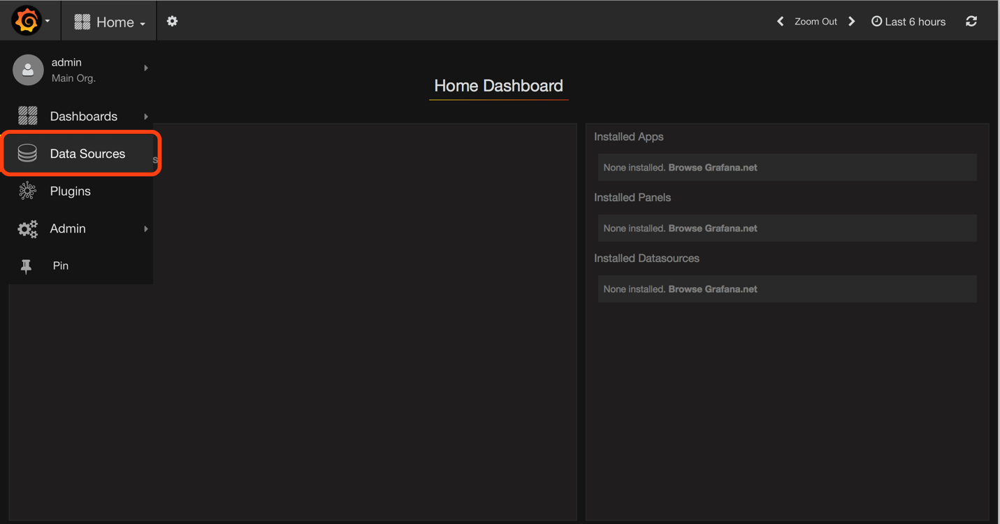 Home
Zoom Out
Last 6 hours
admin
Main Org.
Home Dashboard
Dashboards
Data Sources
s
Plugins
Admin
Pin
Installed Apps
None installed. Browse Grafana.net
Installed Panels
None installed. Browse Grafana.net
Installed Datasources
None installed. Browse Grafana.net